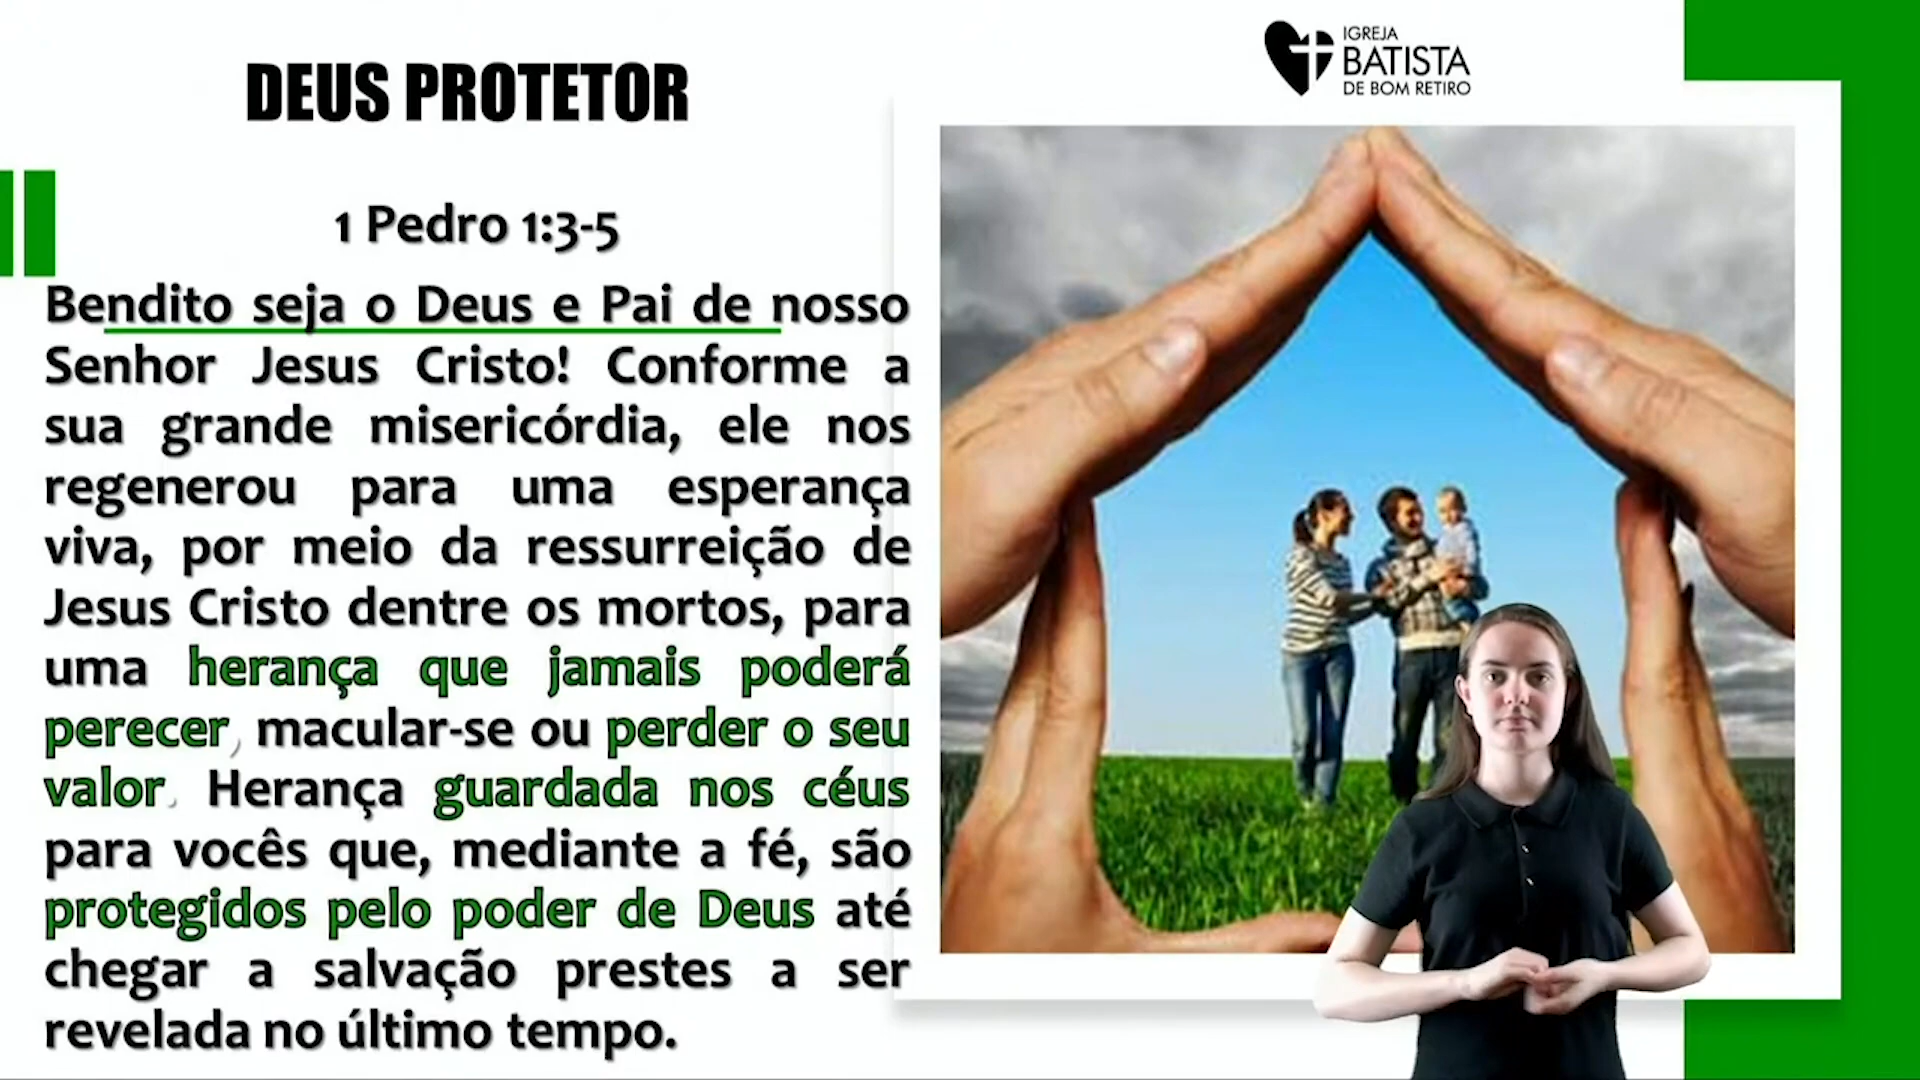 DEUS PROTETOR
IGREJA
BATISTA
DE BOM RETIRO
1 Pedro 1:3-5
Bendito seja o Deus e Pai de nosso
Senhor Jesus Cristo! Conforme a
sua grande misericórdia, ele nos
regenerou para uma esperança
viva, por meio da ressurreição de
Jesus Cristo dentre os mortos, para
uma herança que jamais poderá
perecer, macular-se ou perder o seu
valor. Herança guardada nos céus
para vocês que, mediante a fé, são
protegidos pelo poder de Deus até
chegar a salvação prestes a ser
revelada no último tempo.